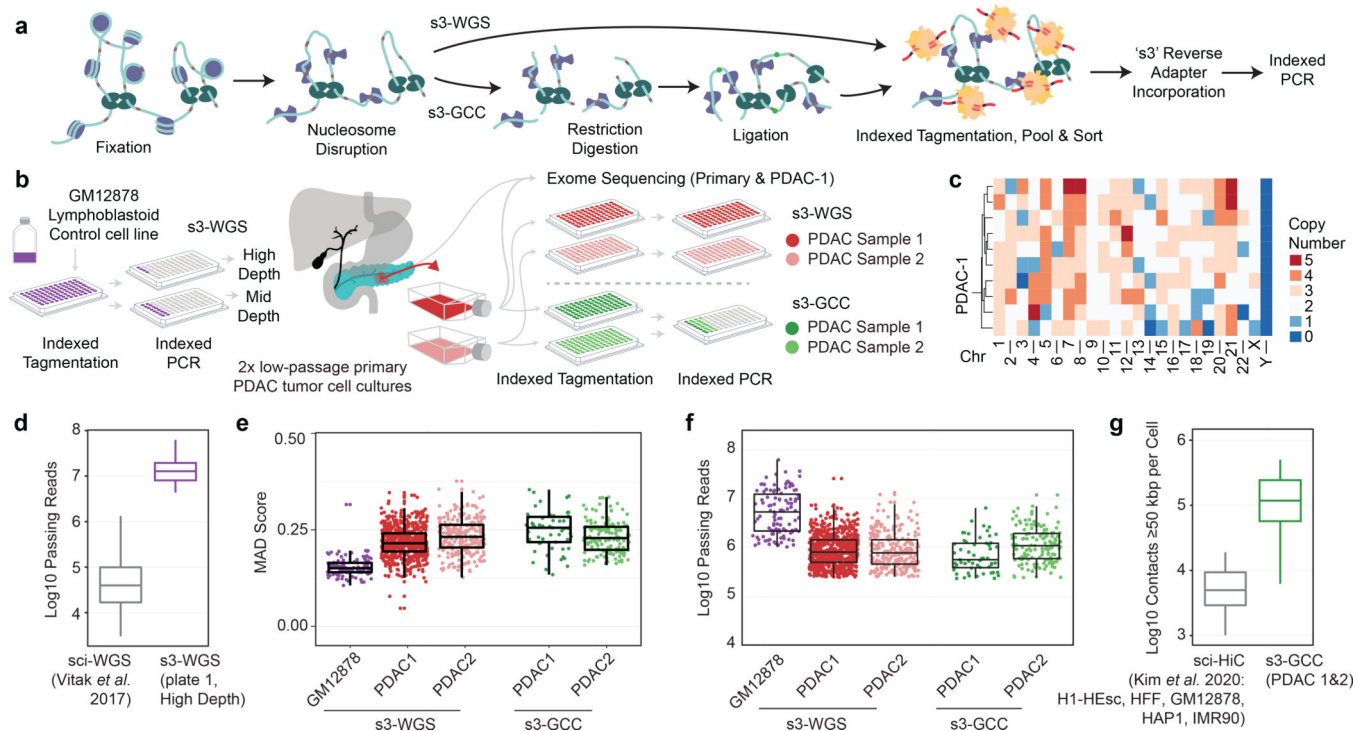 a
s3-WGS
s3-GCC
Fixation
Nucleosome
Disruption
Restriction
Digestion
Ligation
Indexed Tagmentation, Pool & Sort
‘s3’ Reverse
Adapter
Incorporation
Indexed
PCR
b
GM12878
Lymphoblastoid
Control cell line
s3-WGS
High
Depth
Mid
Depth
Indexed
Tagmentation
Indexed
PCR
2x low-passage primary
PDAC tumor cell cultures
Exome Sequencing (Primary & PDAC-1)
s3-WGS
PDAC Sample 1
PDAC Sample 2
s3-GCC
PDAC Sample 1
PDAC Sample 2
Indexed Tagmentation
Indexed PCR
c
PDAC-1
Chr
1
2
3
4
5
6
7
8
9
10
11
12
13
14
15
16
17
18
19
20
21
22
X
Y
Copy
Number
5
4
3
2
1
0
d
Log10 Passing Reads
8
7
6
5
4
sci-WGS
(Vitak et al.
2017)
s3-WGS
(plate 1,
High Depth)
e
MAD Score
0.50
0.25
0.00
GM12878
PDAC1
PDAC2
PDAC1
PDAC2
s3-WGS
s3-GCC
f
Log10 Passing Reads
8
7
6
5
4
GM12878
PDAC1
PDAC2
PDAC1
PDAC2
s3-WGS
s3-GCC
g
Log10 Contacts ≥50 kbp per Cell
6
5
4
3
sci-HiC
(Kim et al. 2020:
H1-HEsc, HFF, GM12878,
HAP1, IMR90)
s3-GCC
(PDAC 1&2)